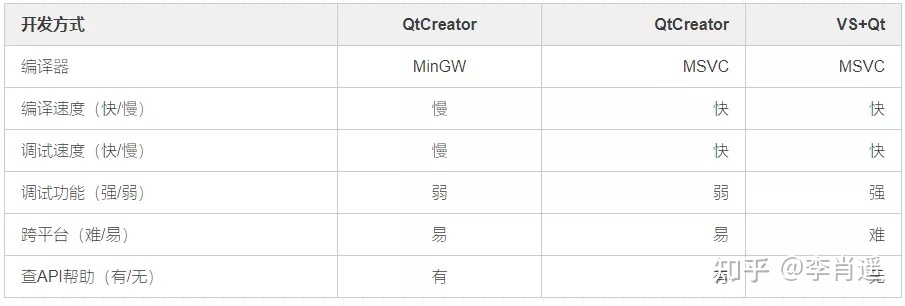 开发方式 QtCreator QtCreator VS+Qt
编译器 MinGW MSVC MSVC
编译速度（快/慢） 慢 快 快
调试速度（快/慢） 慢 快 快
调试功能（强/弱） 弱 弱 强
跨平台（难/易） 易 易 难
查API帮助（有/无） 有 有 无
知乎 @李肖遥